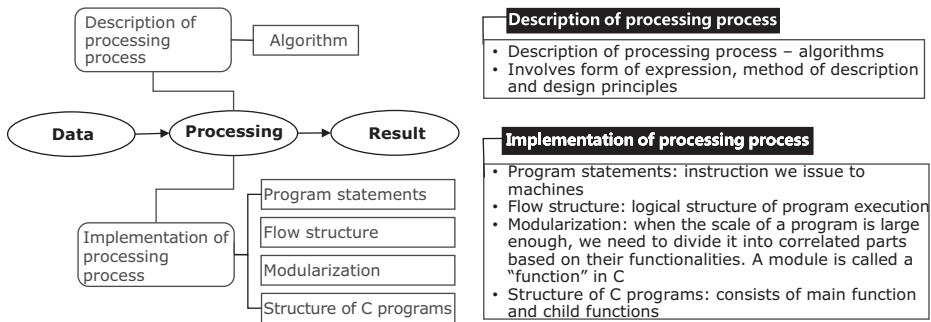 Description of
processing
process
Algorithm
Data
Processing
Result
Implementation of
processing
process
Program statements
Flow structure
Modularization
Structure of C programs
Description of processing process
• Description of processing process – algorithms
• Involves form of expression, method of description
and design principles
Implementation of processing process
• Program statements: instruction we issue to
machines
• Flow structure: logical structure of program execution
• Modularization: when the scale of a program is large
enough, we need to divide it into correlated parts
based on their functionalities. A module is called a
“function” in C
• Structure of C programs: consists of main function
and child functions